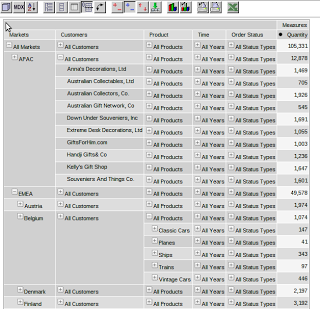 MDX
Measures
Markets Customers Product Time Order Status Quantity
All Markets All Customers All Products All Years All Status Types 105,331
APAC All Customers All Products All Years All Status Types 12,878
Anna's Decorations, Ltd All Products All Years All Status Types 1,469
Australian Collectables, Ltd All Products All Years All Status Types 705
Australian Collectors, Co. All Products All Years All Status Types 1,926
Australian Gift Network, Co All Products All Years All Status Types 545
Down Under Souveniers, Inc All Products All Years All Status Types 1,691
Extreme Desk Decorations, Ltd All Products All Years All Status Types 1,055
GiftsForHim.com All Products All Years All Status Types 1,003
Handji Gifts& Co All Products All Years All Status Types 1,236
Kelly's Gift Shop All Products All Years All Status Types 1,647
Souveniers And Things Co. All Products All Years All Status Types 1,601
EMEA All Customers All Products All Years All Status Types 49,578
Austria All Customers All Products All Years All Status Types 1,974
Belgium All Customers All Products All Years All Status Types 1,074
Classic Cars All Years All Status Types 147
Planes All Years All Status Types 41
Ships All Years All Status Types 343
Trains All Years All Status Types 97
Vintage Cars All Years All Status Types 446
Denmark All Customers All Products All Years All Status Types 2,197
Finland All Customers All Products All Years All Status Types 3,192